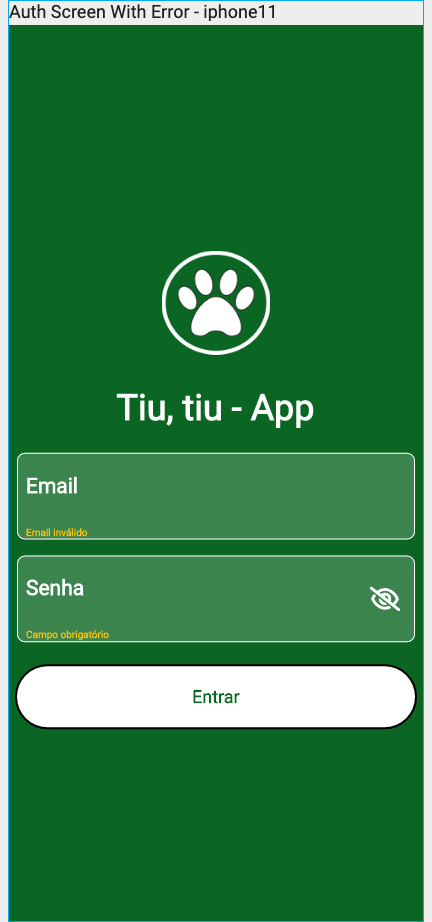 Auth Screen With Error - iphone11
Tiu, tiu - App
Email
Email inválido
Senha
Campo obrigatório
Entrar